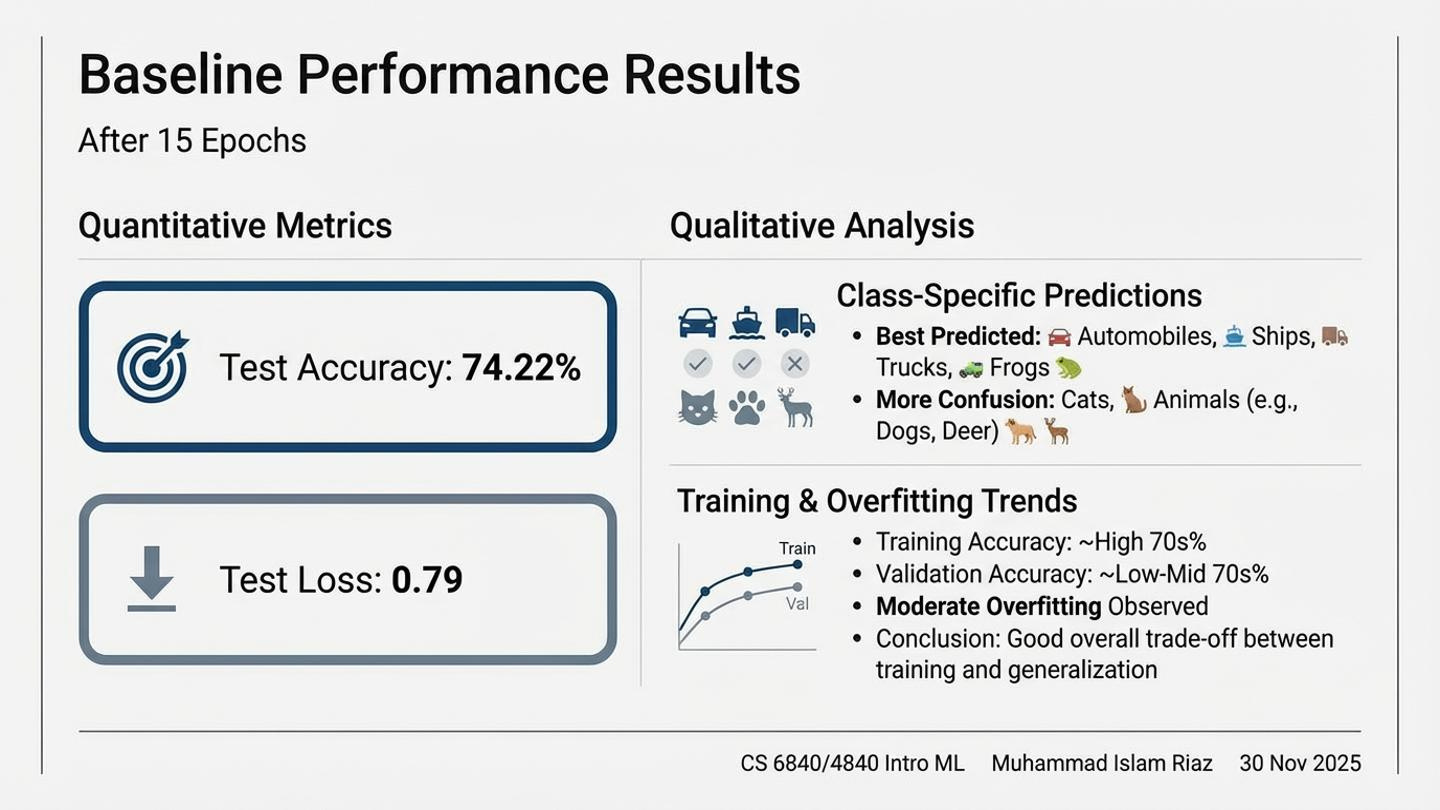 Baseline Performance Results
After 15 Epochs
Quantitative Metrics
Test Accuracy: 74.22%
Test Loss: 0.79
Qualitative Analysis
Class-Specific Predictions
• Best Predicted: 🚘 Automobiles, 🚢 Ships, 🚚
Trucks, 🚙 Frogs 🐸
• More Confusion: Cats, 🐈 Animals (e.g.,
Dogs, Deer) 🐕 🦌
Training & Overfitting Trends
Train
Val
• Training Accuracy: ~High 70s%
• Validation Accuracy: ~Low-Mid 70s%
• Moderate Overfitting Observed
• Conclusion: Good overall trade-off between
training and generalization
CS 6840/4840 Intro ML Muhammad Islam Riaz 30 Nov 2025